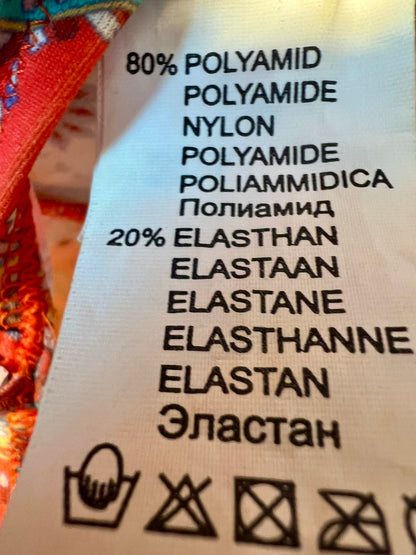 80% POLYAMID
POLYAMIDE
NYLON
POLYAMIDE
POLIAMMIDICA
Полиамид
20% ELASTHAN
ELASTAAN
ELASTANE
ELASTHANNE
ELASTAN
Эластан